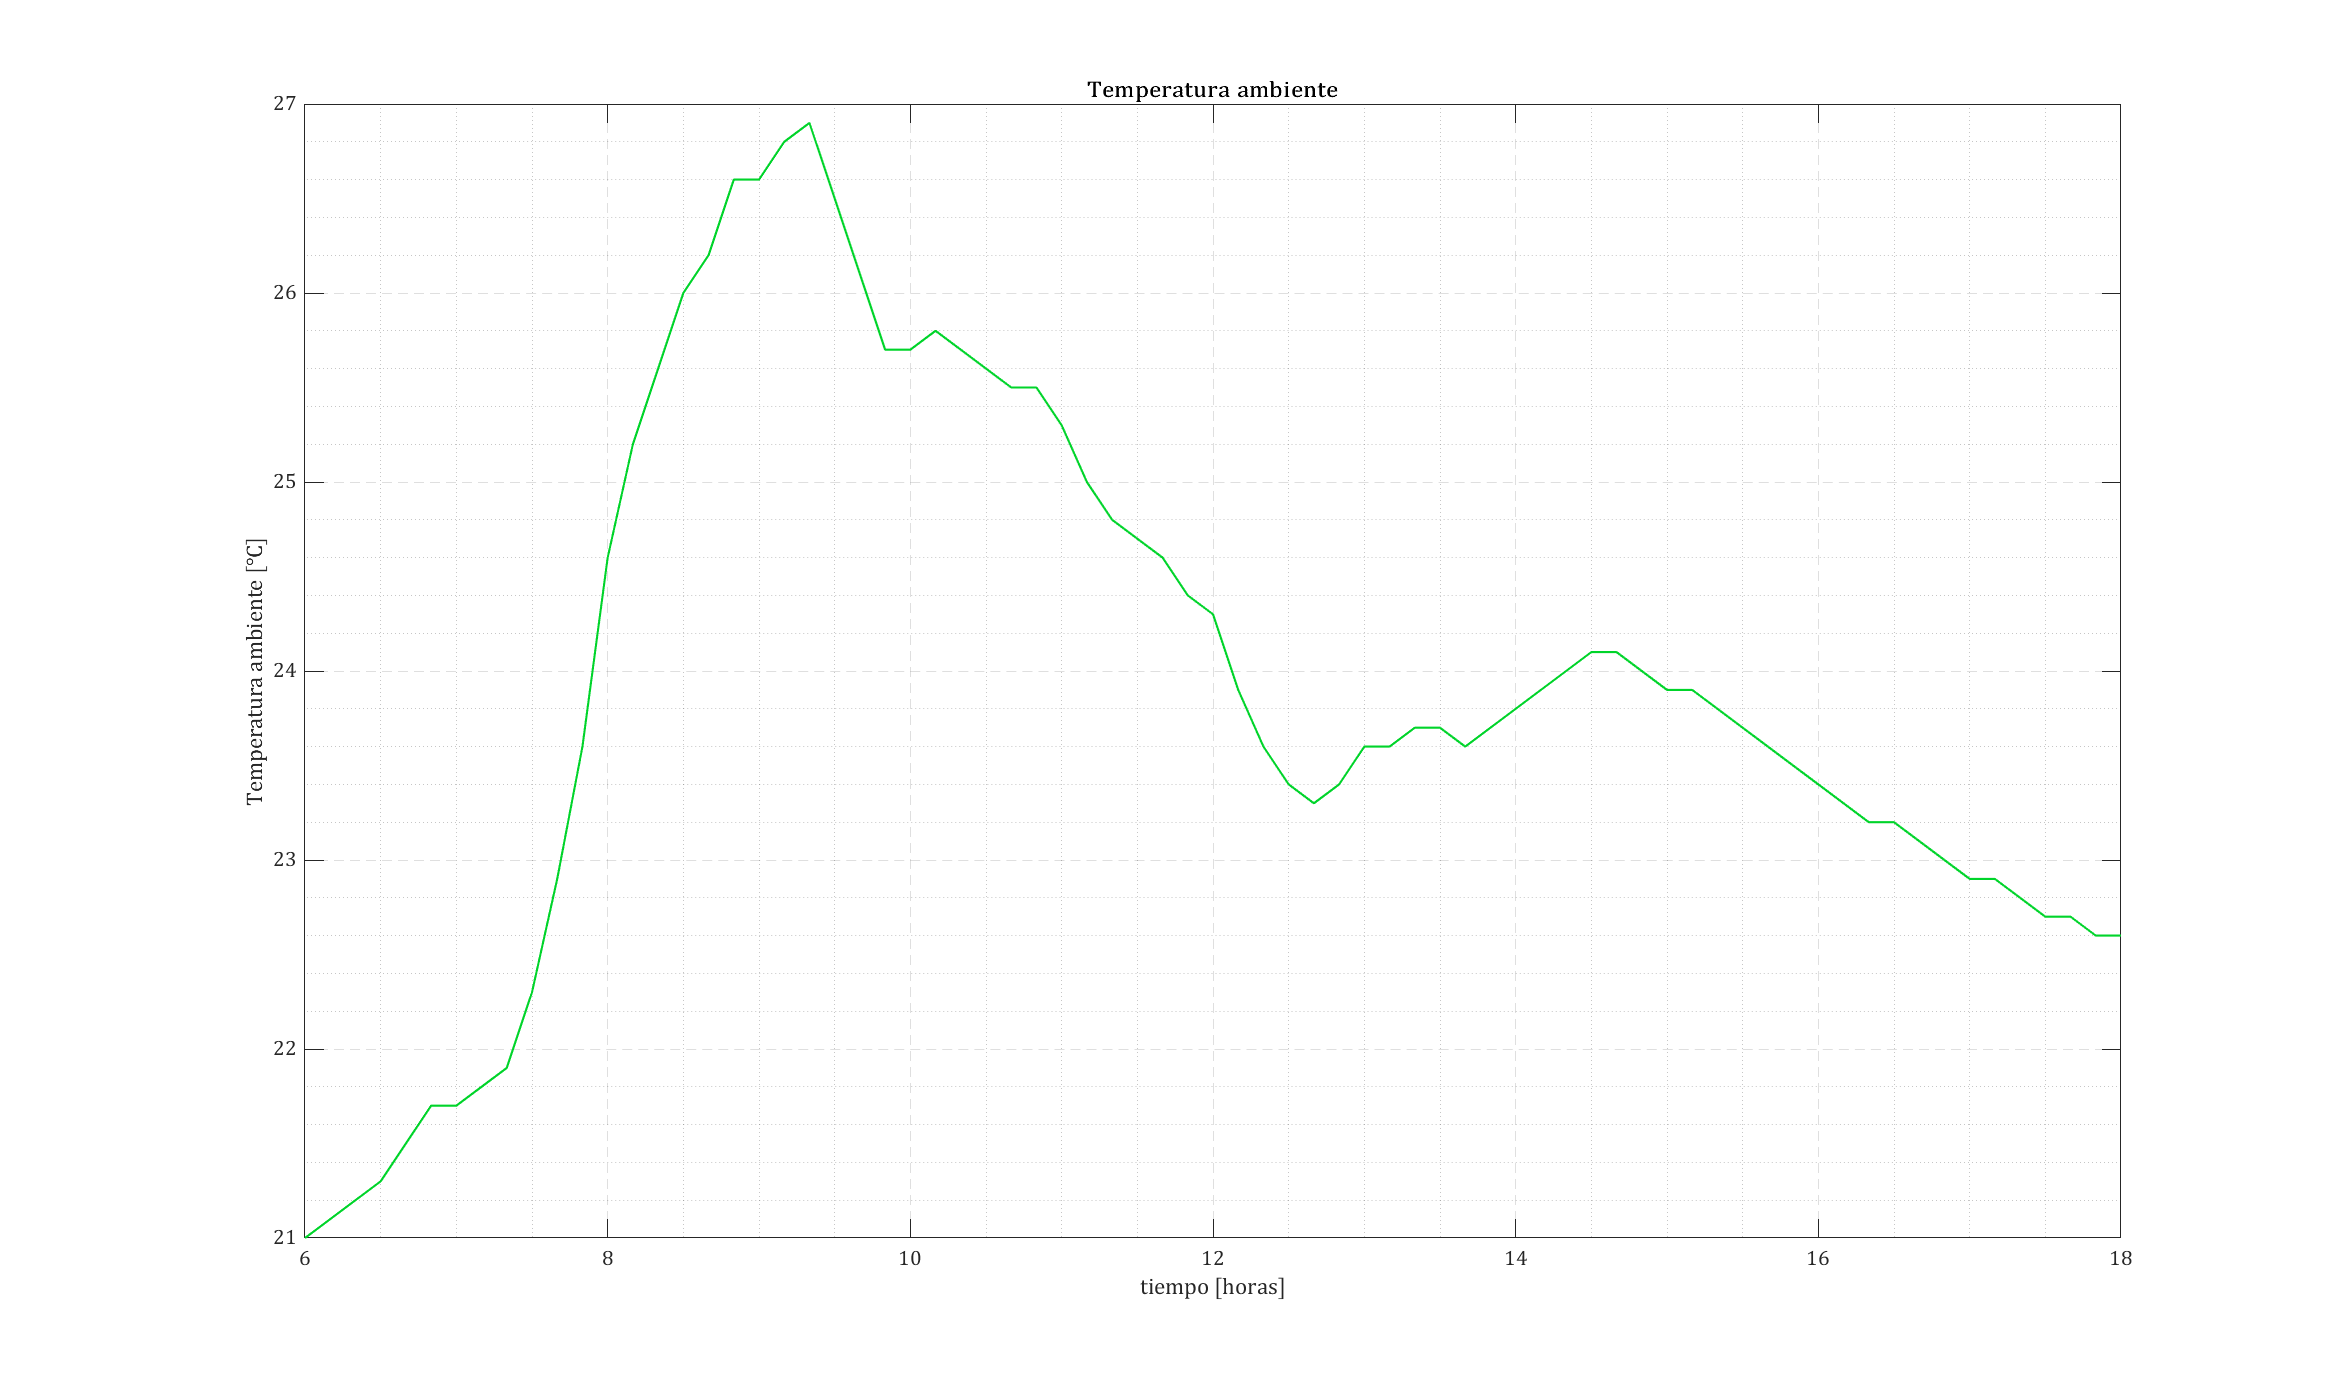 Temperatura ambiente
27
26
25
24
23
22
21
Temperatura ambiente [°C]
6 8 10 12 14 16 18
tiempo [horas]